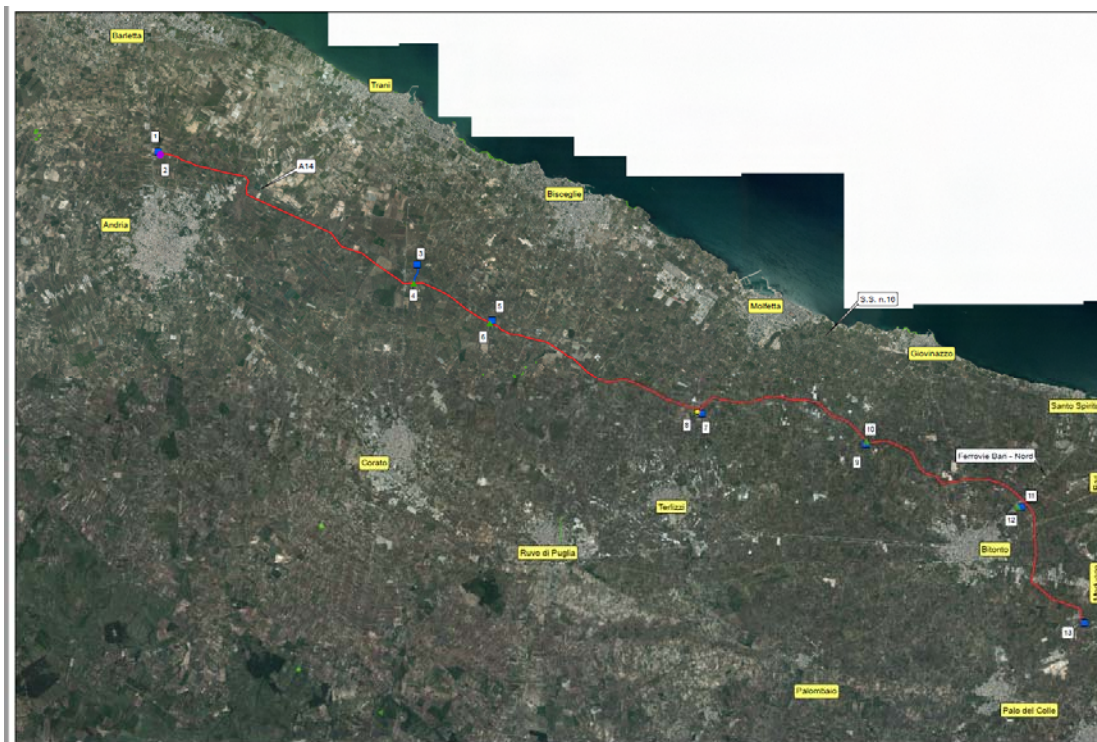 Barletta
Trani
1
A14
2
Bisceglie
Andria
3
4
S.S. n.16
5
Molfetta
6
Giovinazzo
Santo Spirito
8
7
10
Ferrovie Bari - Nord
9
Corato
11
Terlizzi
12
Ruvo di Puglia
Bitonto
13
Palombaio
Palo del Colle